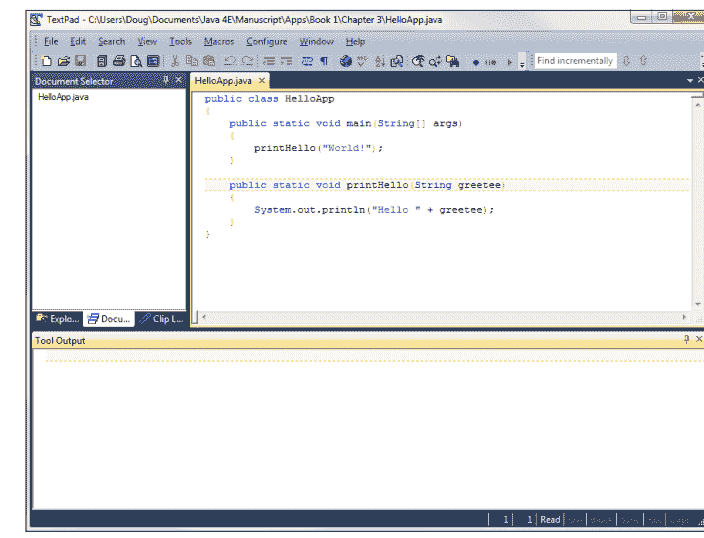 TextPad - C:\Users\Doug\Documents\Java 4E\Manuscript\Apps\Book 1\Chapter 3\HelloApp.java
File Edit Search View Tools Macros Configure Window Help
Find incrementally
Document Selector
HelloApp.java
HelloApp.java
public class HelloApp
{
    public static void main(String[] args)
    {
        printHello("World!");
    }
    public static void printHello(String greetee)
    {
        System.out.println("Hello " + greetee);
    }
}
Explo... Docu... Clip L...
Tool Output
1 1 Read